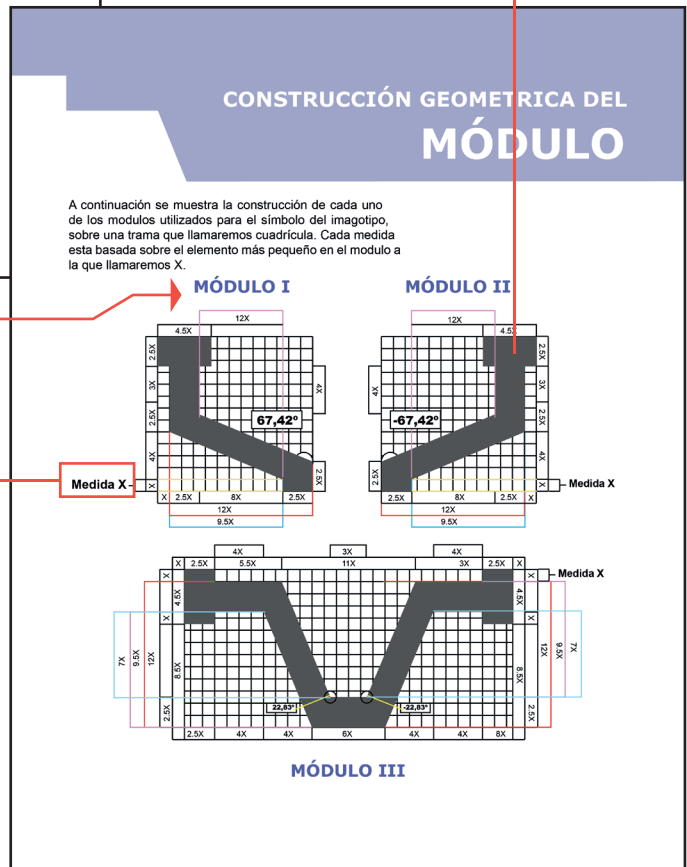 CONSTRUCCIÓN GEOMETRICA DEL
MÓDULO
A continuación se muestra la construcción de cada uno
de los modulos utilizados para el símbolo del imagotipo,
sobre una trama que llamaremos cuadrícula. Cada medida
esta basada sobre el elemento más pequeño en el modulo a
la que llamaremos X.
MÓDULO I
12X
4.5X
2.5X
3X
2.5X
4X
X
4X
2.5X
67,42º
Medida X
X 2.5X 8X 2.5X
12X
9.5X
MÓDULO II
12X
4.5X
4X
2.5X
2.5X
3X
2.5X
4X
X
-67,42º
Medida X
2.5X 8X 2.5X X
12X
9.5X
4X 3X 4X
X 2.5X 5.5X 11X 3X 2.5X X
Medida X
X
4.5X
X
8.5X
2.5X
7X
9.5X
12X
X
4.5X
X
8.5X
2.5X
12X
9.5X
7X
22,83º
-22,83º
2.5X 4X 4X 6X 4X 4X 8X
MÓDULO III